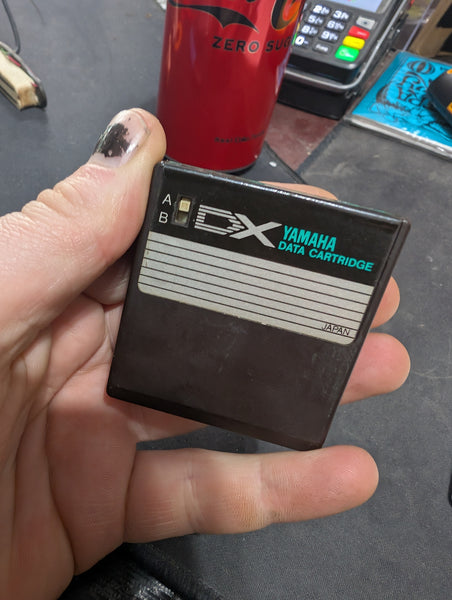 ZERO SUG
A
B
DX YAMAHA
DATA CARTRIDGE
JAPAN